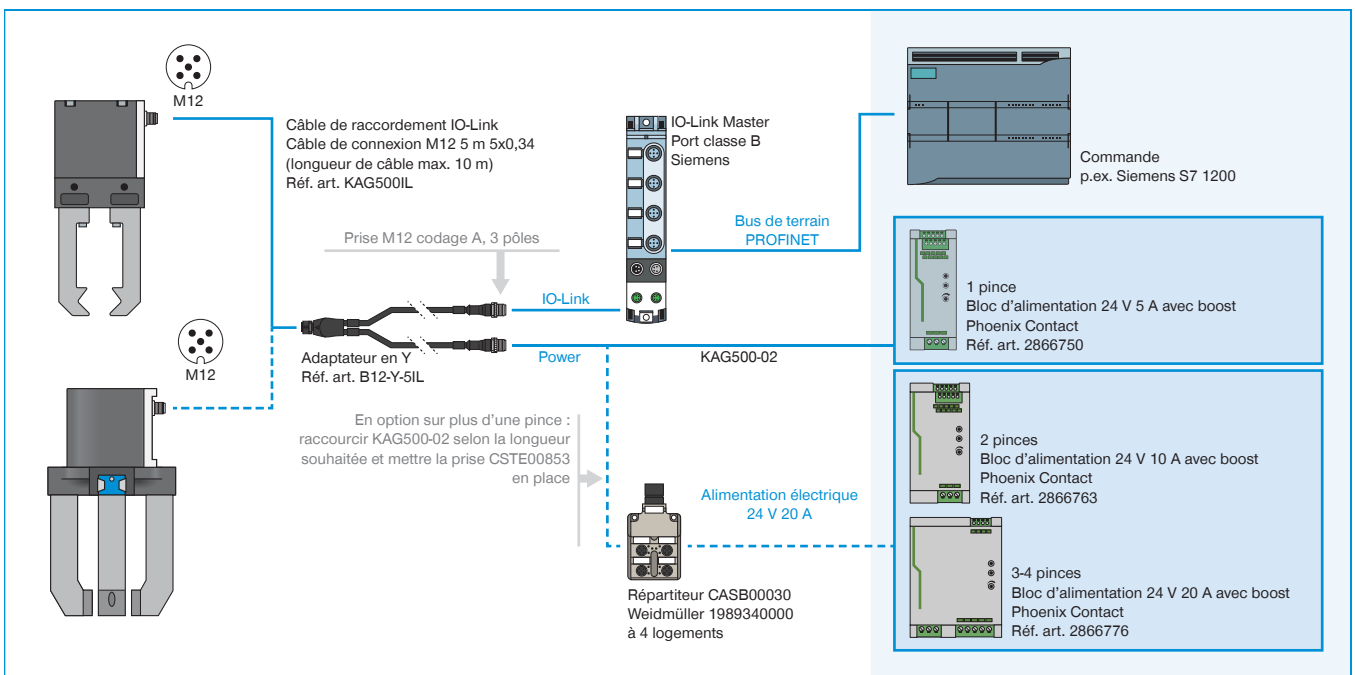 M12
Câble de raccordement IO-Link
Câble de connexion M12 5 m 5x0,34
(longueur de câble max. 10 m)
Réf. art. KAG500IL
IO-Link Master
Port classe B
Siemens
Commande
p.ex. Siemens S7 1200
Prise M12 codage A, 3 pôles
Bus de terrain
PROFINET
IO-Link
1 pince
Bloc d'alimentation 24 V 5 A avec boost
Phoenix Contact
Réf. art. 2866750
M12
Adaptateur en Y
Réf. art. B12-Y-5IL
Power
KAG500-02
En option sur plus d'une pince :
raccourcir KAG500-02 selon la longueur
souhaitée et mettre la prise CSTE00853
en place
Alimentation électrique
24 V 20 A
2 pinces
Bloc d'alimentation 24 V 10 A avec boost
Phoenix Contact
Réf. art. 2866763
Répartiteur CASB00030
Weidmüller 1989340000
à 4 logements
3-4 pinces
Bloc d'alimentation 24 V 20 A avec boost
Phoenix Contact
Réf. art. 2866776